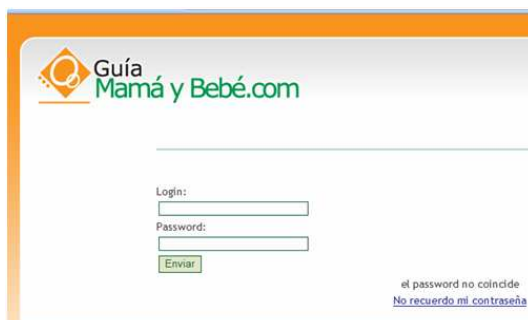 Guía
Mamá y Bebé.com
Login:
Password:
Enviar
el password no coincide
No recuerdo mi contraseña